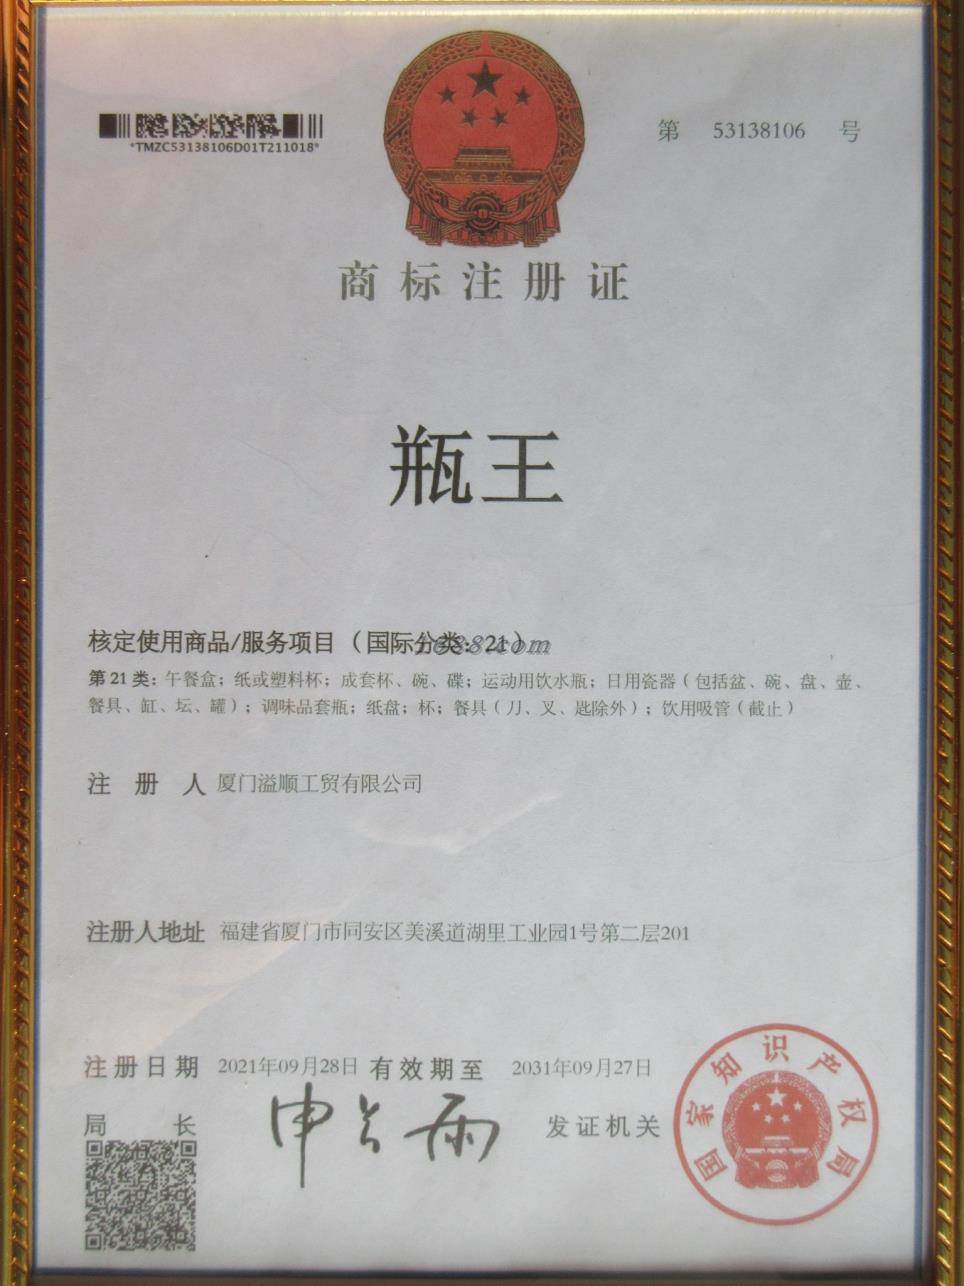 *TMZC53138106D01T211018*
第 53138106 号
商标注册证
瓶王
核定使用商品/服务项目（国际分类：21）
第21类：午餐盒；纸或塑料杯；成套杯、碗、碟；运动用饮水瓶；日用瓷器（包括盆、碗、盘、壶、
餐具、缸、坛、罐）；调味品套瓶；纸盘；杯；餐具（刀、叉、匙除外）；饮用吸管（截止）
注册人 厦门溢顺工贸有限公司
注册人地址 福建省厦门市同安区美溪道湖里工业园1号第二层201
注册日期 2021年09月28日 有效期至 2031年09月27日
局长 申长雨 发证机关
国家知识产权局